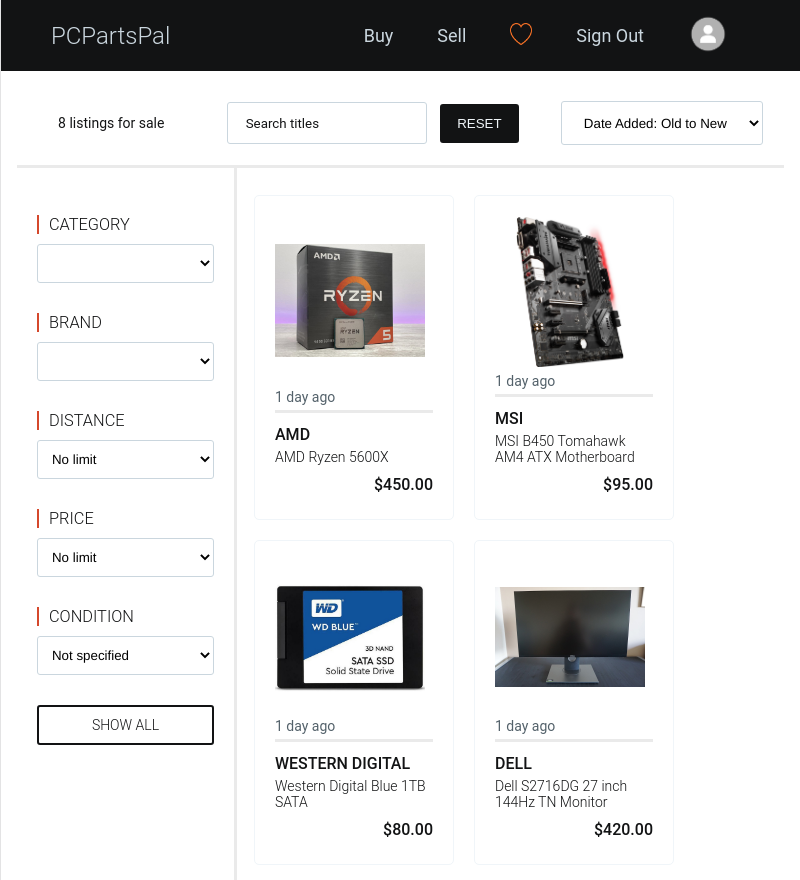 PCPartsPal
Buy
Sell
Sign Out
8 listings for sale
Search titles
RESET
Date Added: Old to New
CATEGORY
BRAND
DISTANCE
No limit
PRICE
No limit
CONDITION
Not specified
SHOW ALL
AMD
RYZEN
RYZEN
5
1 day ago
AMD
AMD Ryzen 5600X
$450.00
1 day ago
MSI
MSI B450 Tomahawk
AM4 ATX Motherboard
$95.00
WD
WD BLUE™
3D NAND
SATA SSD
Solid State Drive
1 day ago
WESTERN DIGITAL
Western Digital Blue 1TB
SATA
$80.00
1 day ago
DELL
Dell S2716DG 27 inch
144Hz TN Monitor
$420.00